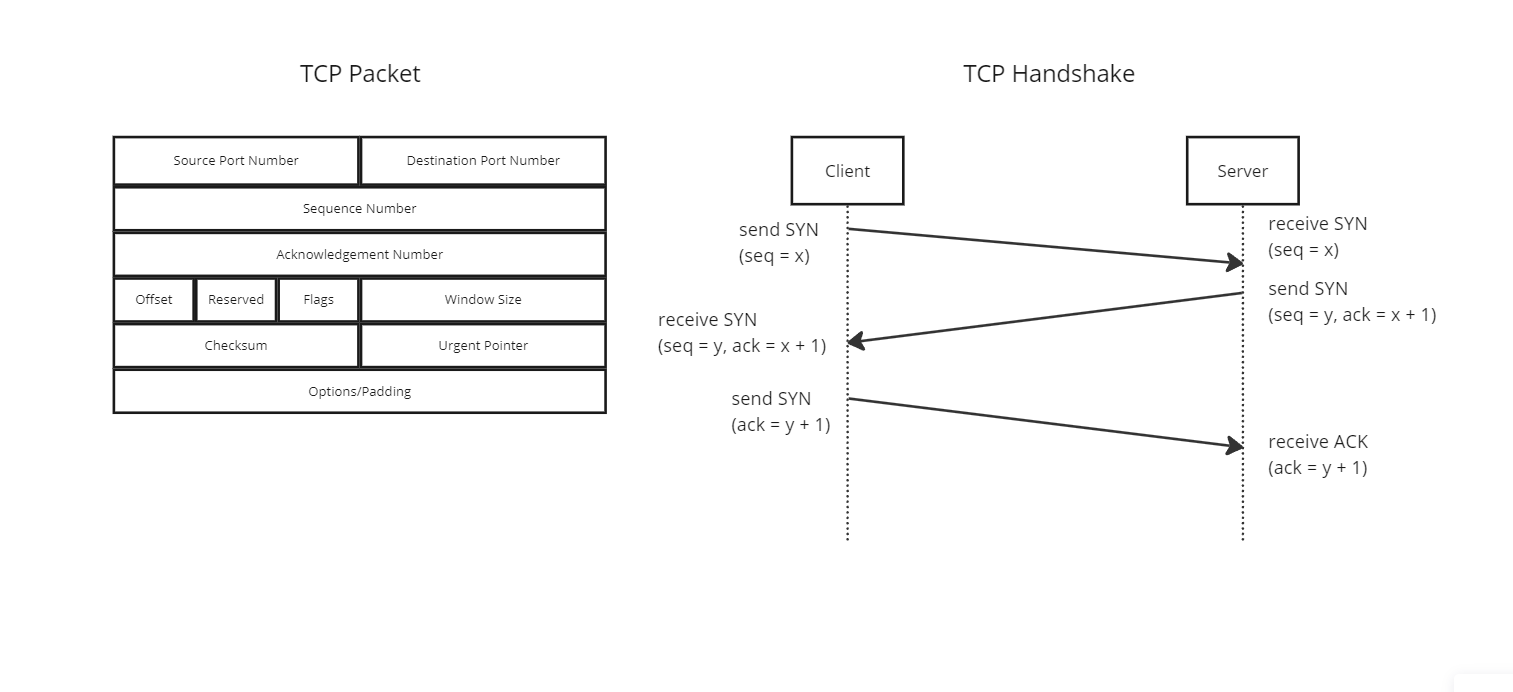 TCP Packet
Source Port Number
Destination Port Number
Sequence Number
Acknowledgement Number
Offset
Reserved
Flags
Window Size
Checksum
Urgent Pointer
Options/Padding
TCP Handshake
Client
Server
send SYN
(seq = x)
receive SYN
(seq = x)
send SYN
(seq = y, ack = x + 1)
receive SYN
(seq = y, ack = x + 1)
send SYN
(ack = y + 1)
receive ACK
(ack = y + 1)